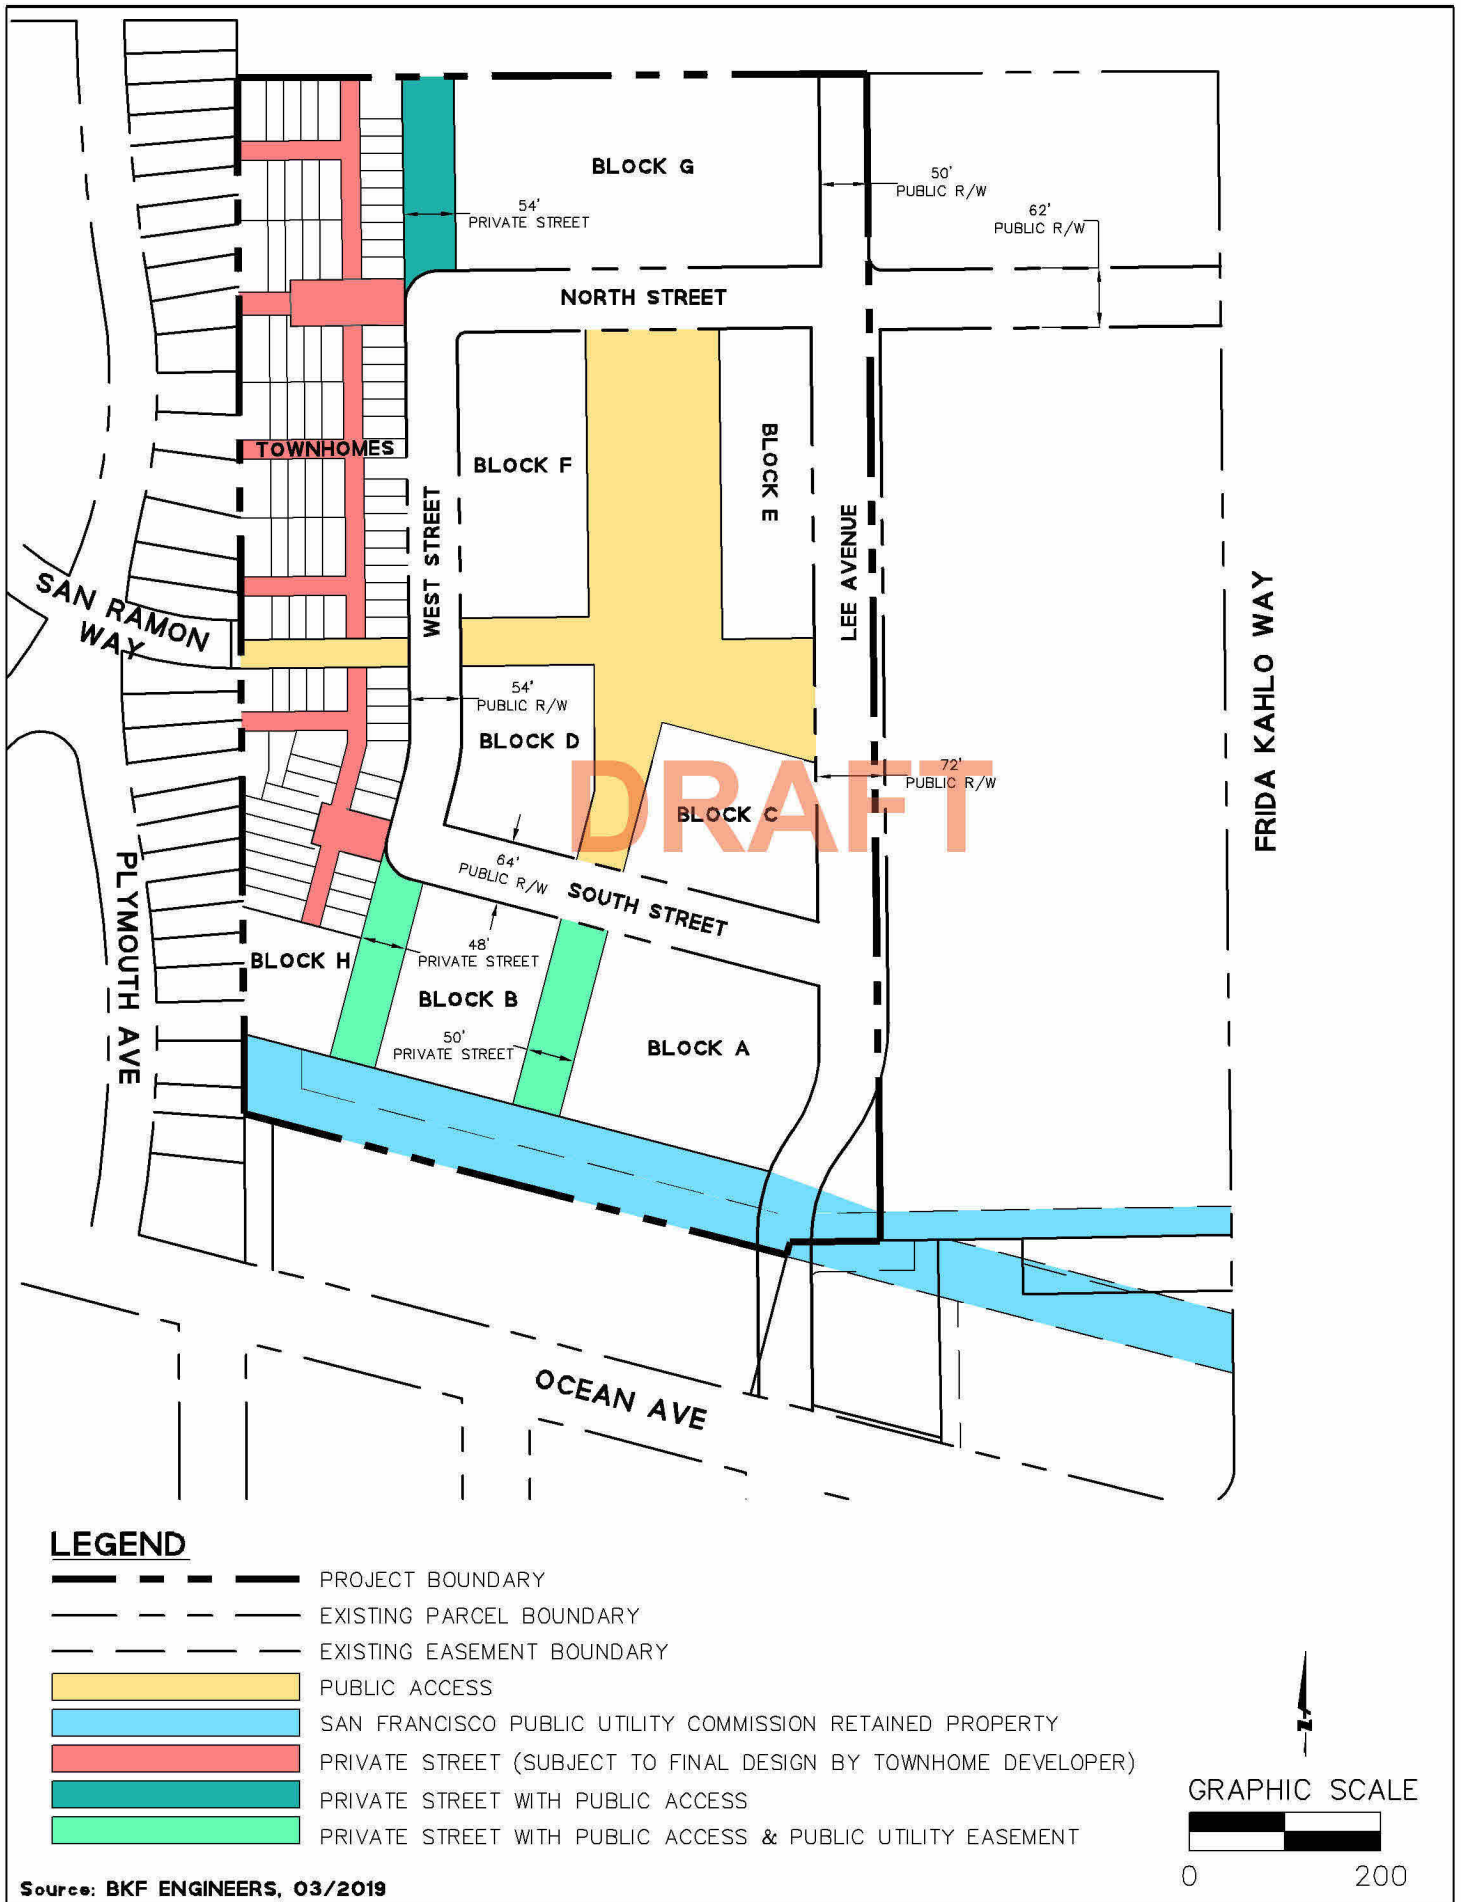 BLOCK G
50'
PUBLIC R/W
54'
PRIVATE STREET
62'
PUBLIC R/W
NORTH STREET
TOWNHOMES
BLOCK F
BLOCK E
WEST STREET
LEE AVENUE
SAN RAMON
WAY
FRIDA KAHLO WAY
54'
PUBLIC R/W
BLOCK D
72'
PUBLIC R/W
DRAFT
BLOCK C
64'
PUBLIC R/W
SOUTH STREET
PLYMOUTH AVE
48'
PRIVATE STREET
BLOCK H
BLOCK B
50'
PRIVATE STREET
BLOCK A
OCEAN AVE
LEGEND
PROJECT BOUNDARY
EXISTING PARCEL BOUNDARY
EXISTING EASEMENT BOUNDARY
PUBLIC ACCESS
SAN FRANCISCO PUBLIC UTILITY COMMISSION RETAINED PROPERTY
PRIVATE STREET (SUBJECT TO FINAL DESIGN BY TOWNHOME DEVELOPER)
PRIVATE STREET WITH PUBLIC ACCESS
PRIVATE STREET WITH PUBLIC ACCESS & PUBLIC UTILITY EASEMENT
N
GRAPHIC SCALE
0 200
Source: BKF ENGINEERS, 03/2019